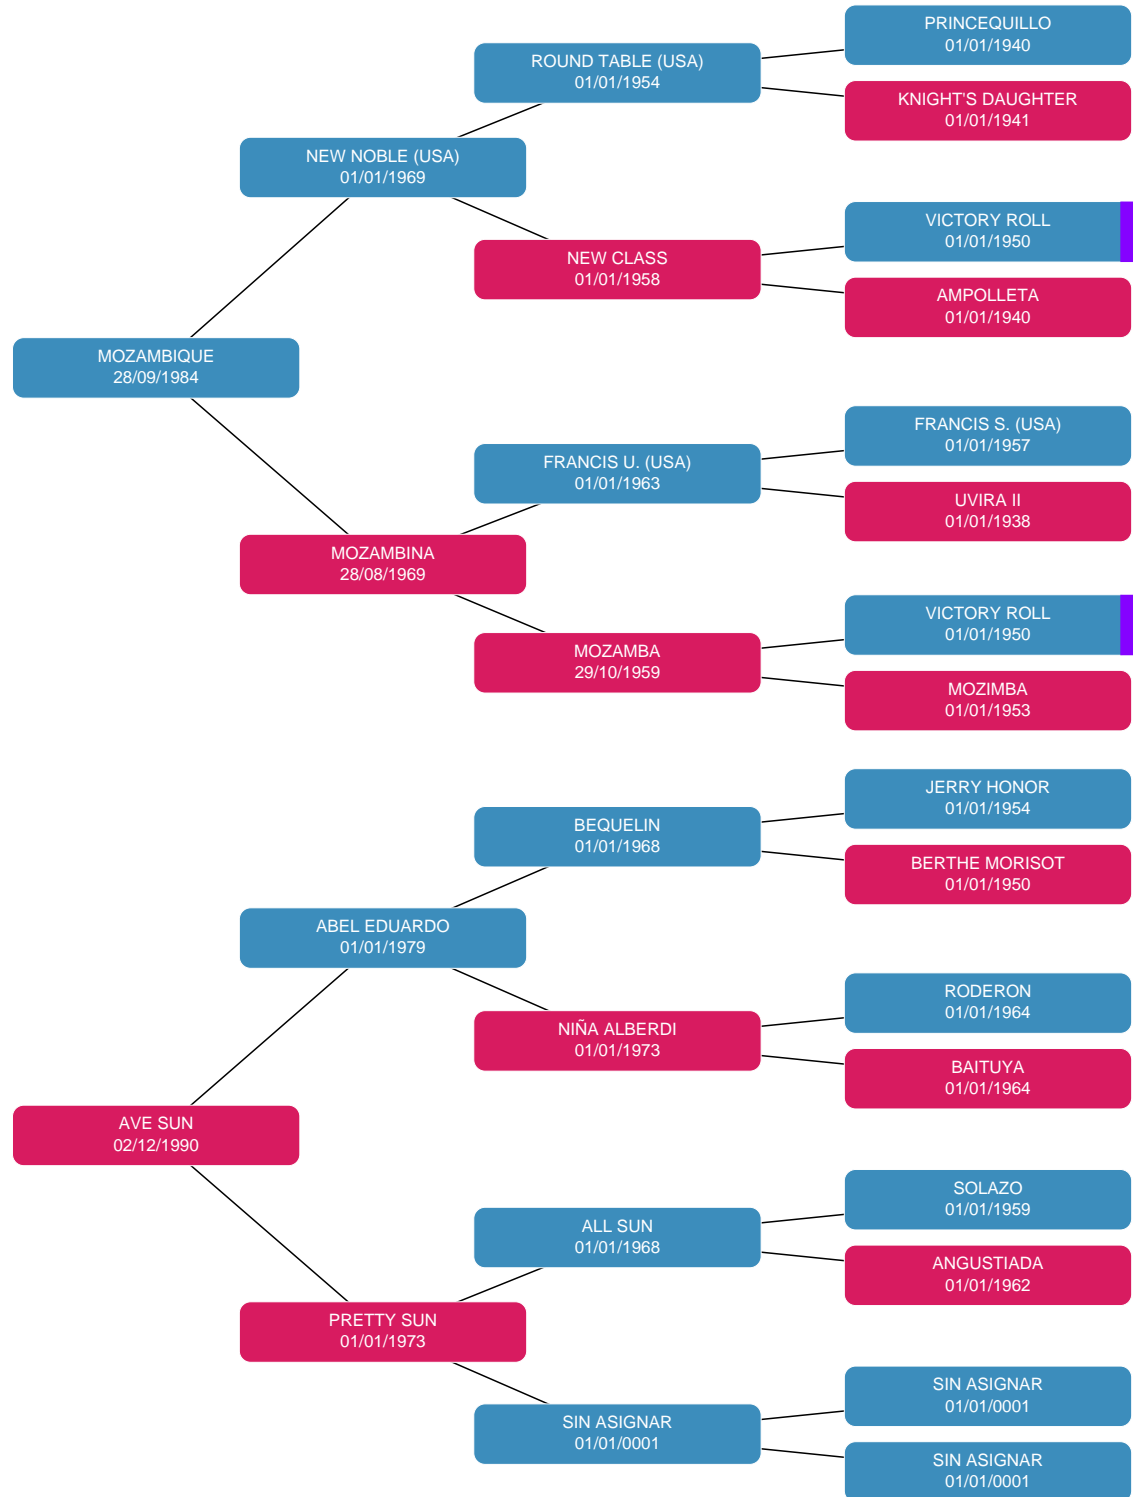 PRINCEQUILLO
01/01/1940
ROUND TABLE (USA)
01/01/1954
KNIGHT'S DAUGHTER
01/01/1941
NEW NOBLE (USA)
01/01/1969
VICTORY ROLL
01/01/1950
NEW CLASS
01/01/1958
AMPOLLETA
01/01/1940
MOZAMBIQUE
28/09/1984
FRANCIS S. (USA)
01/01/1957
FRANCIS U. (USA)
01/01/1963
UVIRA II
01/01/1938
MOZAMBINA
28/08/1969
VICTORY ROLL
01/01/1950
MOZAMBA
29/10/1959
MOZIMBA
01/01/1953
JERRY HONOR
01/01/1954
BEQUELIN
01/01/1968
BERTHE MORISOT
01/01/1950
ABEL EDUARDO
01/01/1979
RODERON
01/01/1964
NIÑA ALBERDI
01/01/1973
BAITUYA
01/01/1964
AVE SUN
02/12/1990
SOLAZO
01/01/1959
ALL SUN
01/01/1968
ANGUSTIADA
01/01/1962
PRETTY SUN
01/01/1973
SIN ASIGNAR
01/01/0001
SIN ASIGNAR
01/01/0001
SIN ASIGNAR
01/01/0001